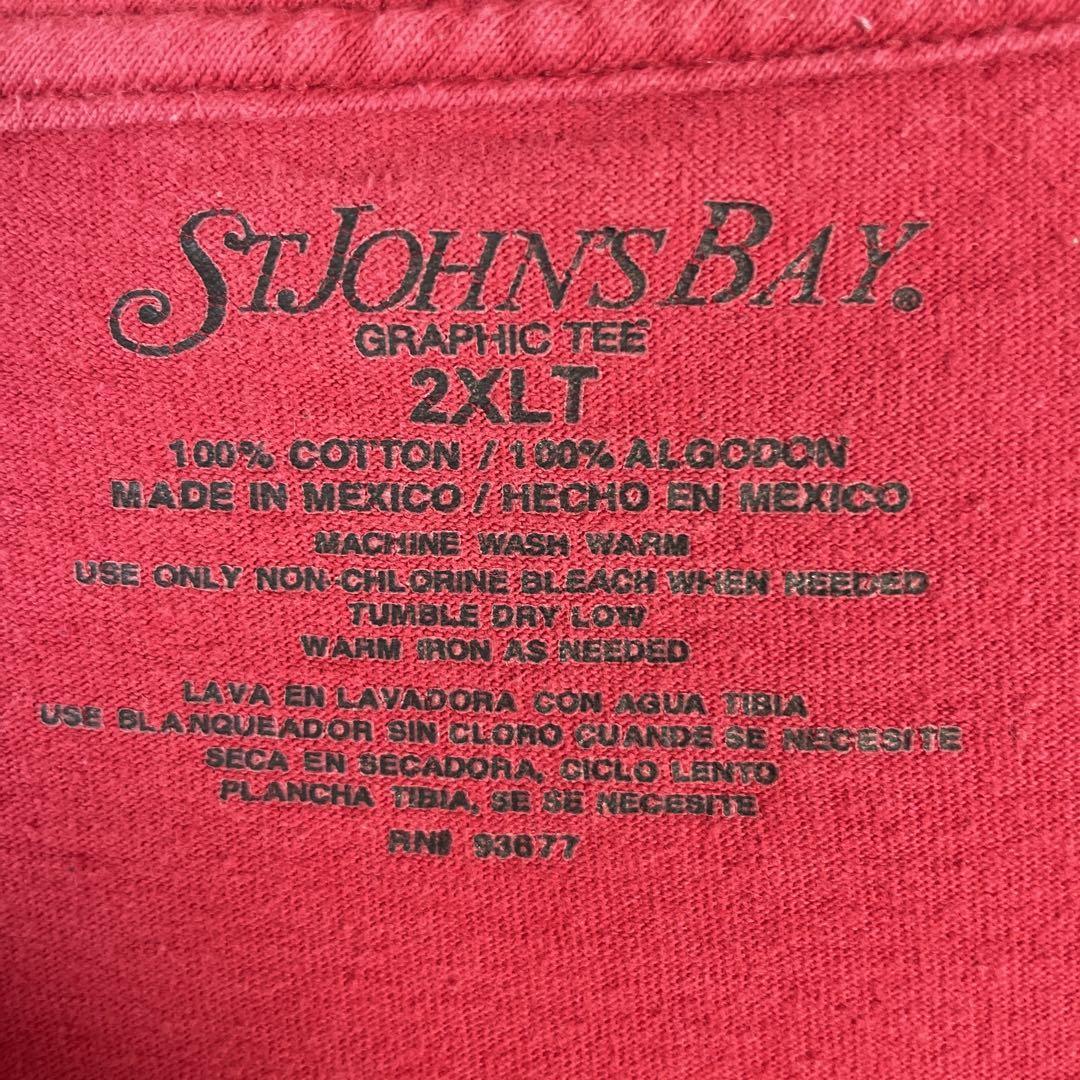 ST. JOHN'S BAY®
GRAPHIC TEE
2XLT
100% COTTON / 100% ALGODON
MADE IN MEXICO / HECHO EN MEXICO
MACHINE WASH WARM
USE ONLY NON-CHLORINE BLEACH WHEN NEEDED
TUMBLE DRY LOW
WARM IRON AS NEEDED
LAVA EN LAVADORA CON AGUA TIBIA
USE BLANQUEADOR SIN CLORO CUANDE SE NECESITE
SECA EN SECADORA, CICLO LENTO
PLANCHA TIBIA, SE SE NECESITE
RN# 93677